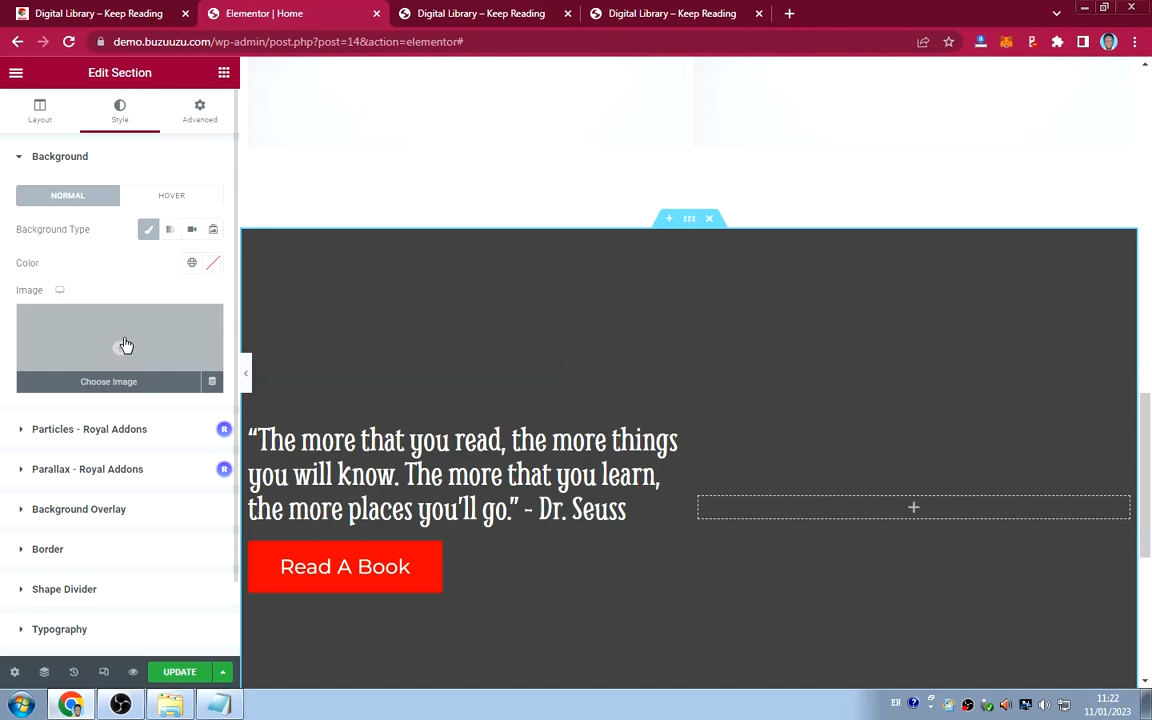 Digital Library – Keep Reading
Elementor | Home
Digital Library – Keep Reading
Digital Library – Keep Reading
demo.buzuuzu.com/wp-admin/post.php?post=14&action=elementor#
Edit Section
Layout
Style
Advanced
Background
NORMAL
HOVER
Background Type
Color
Image
Choose Image
Particles - Royal Addons
R
Parallax - Royal Addons
R
Background Overlay
Border
Shape Divider
Typography
UPDATE
“The more that you read, the more things
you will know. The more that you learn,
the more places you’ll go.” - Dr. Seuss
Read A Book
EN
11:22
11/01/2023